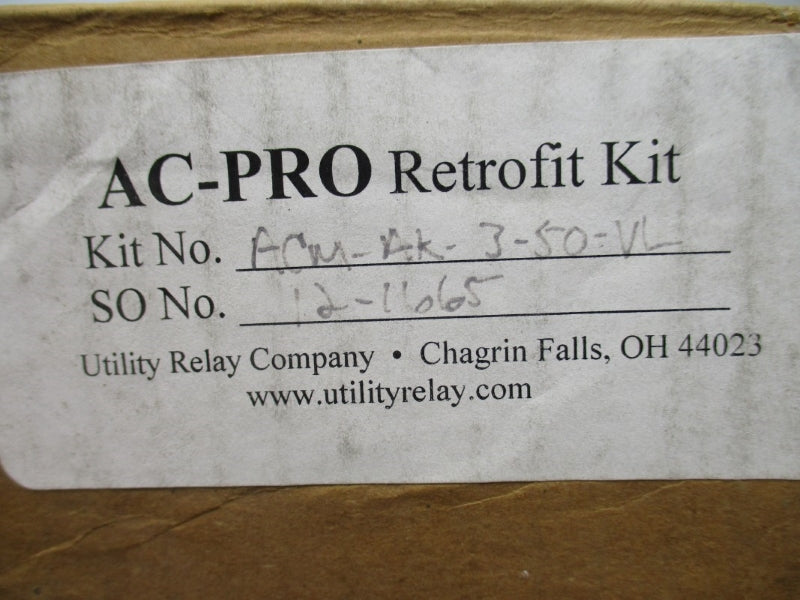 AC-PRO Retrofit Kit
Kit No. ACM-AK-3-50-VL
SO No. 12-11665
Utility Relay Company • Chagrin Falls, OH 44023
www.utilityrelay.com